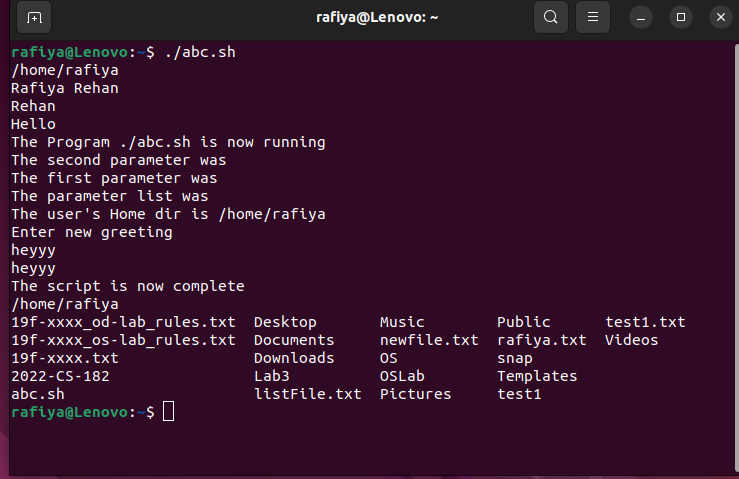 rafiya@Lenovo: ~
rafiya@Lenovo:~$ ./abc.sh
/home/rafiya
Rafiya Rehan
Rehan
Hello
The Program ./abc.sh is now running
The second parameter was
The first parameter was
The parameter list was
The user's Home dir is /home/rafiya
Enter new greeting
heyyy
heyyy
The script is now complete
/home/rafiya
19f-xxxx_od-lab_rules.txt  Desktop       Music        Public      test1.txt
19f-xxxx_os-lab_rules.txt  Documents     newfile.txt  rafiya.txt  Videos
19f-xxxx.txt               Downloads     OS           snap
2022-CS-182                Lab3          OSLab        Templates
abc.sh                     listFile.txt  Pictures     test1
rafiya@Lenovo:~$